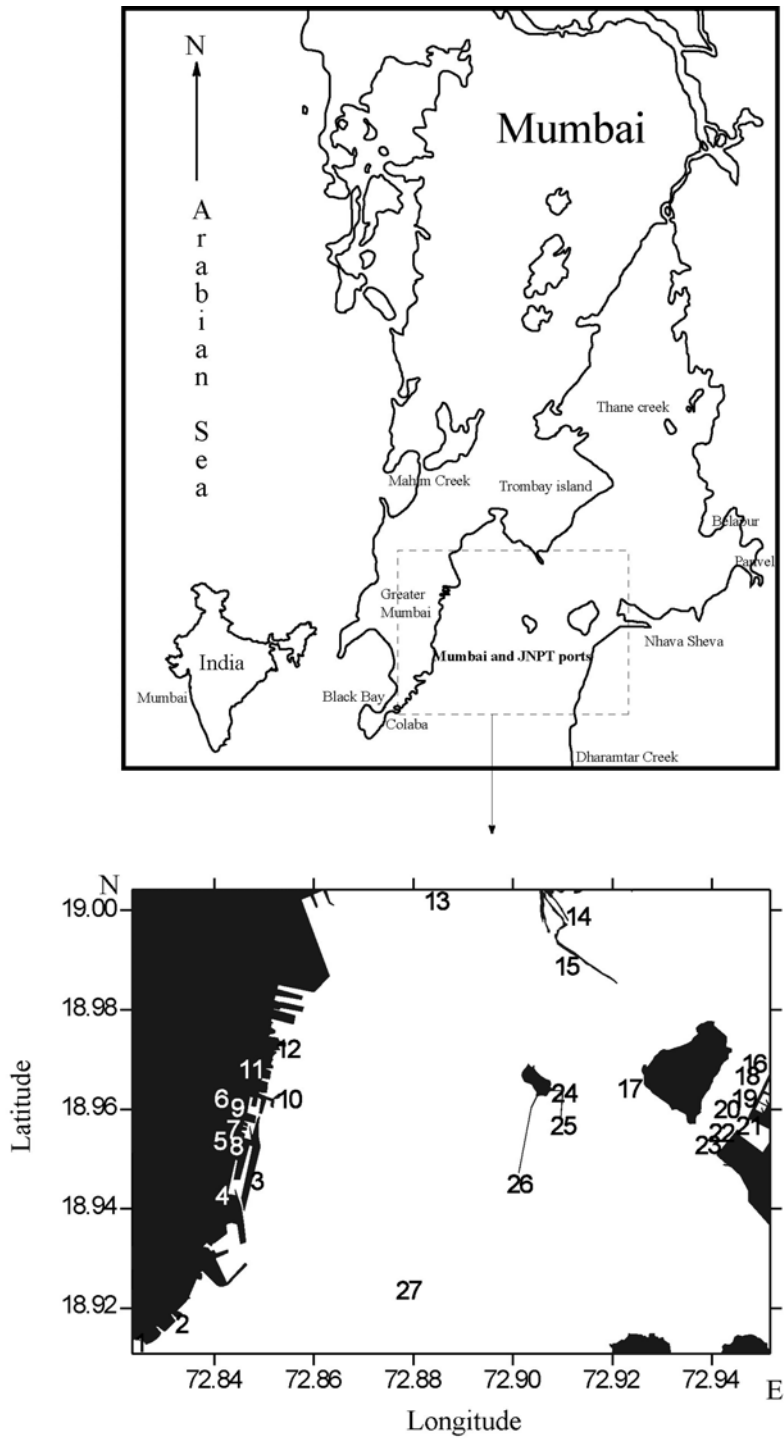 N
Mumbai
Arabian Sea
Thane creek
Mahim Creek
Trombay island
Belapur
Panvel
Greater
Mumbai
Nhava Sheva
Mumbai and JNPT ports
India
Mumbai
Black Bay
Colaba
Dharamtar Creek
N
19.00
13
14
15
18.98
12
11
16
18
17
24
6
9
10
19
20
18.96
7
25
21
5
8
22
23
3
26
4
18.94
27
18.92
2
1
72.84 72.86 72.88 72.90 72.92 72.94
E
Latitude
Longitude